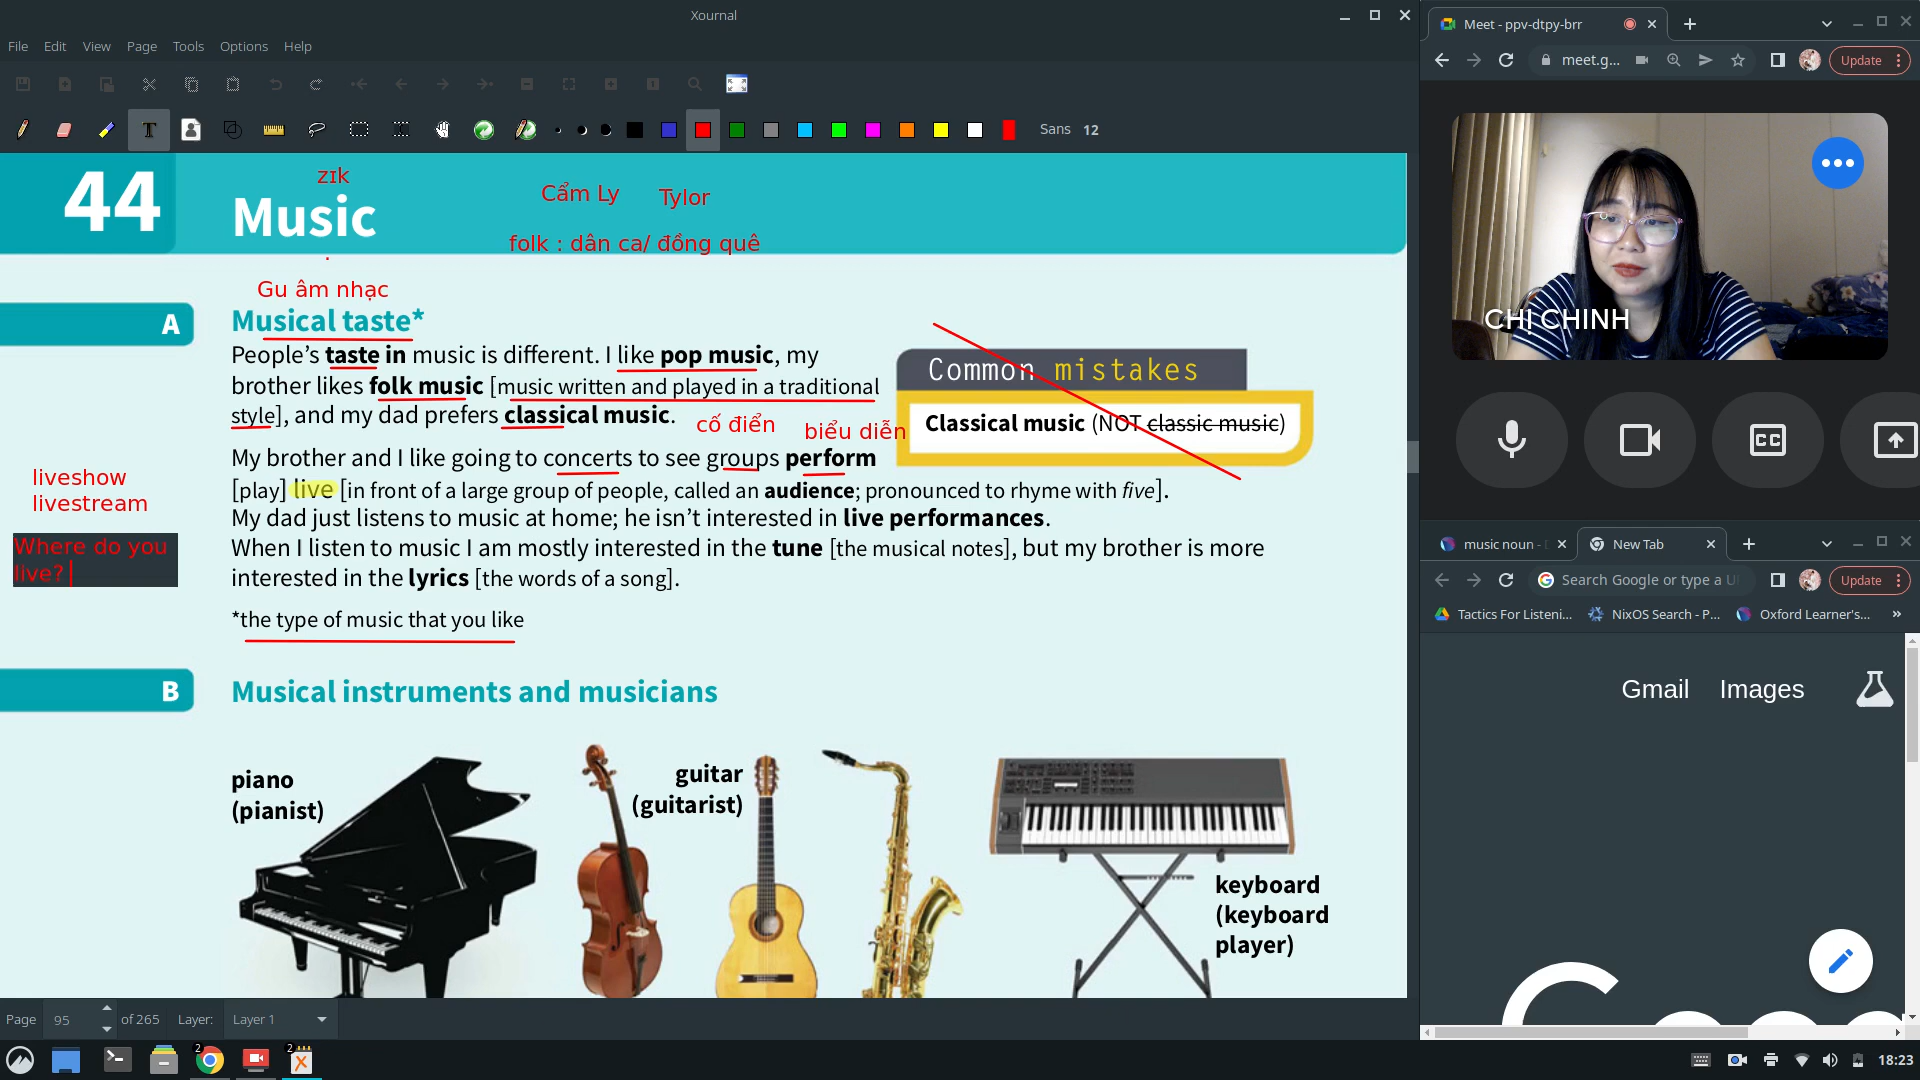 Xournal
File Edit View Page Tools Options Help
Sans 12
44
Music
zɪk
Cẩm Ly Tylor
folk : dân ca/ đồng quê
Gu âm nhạc
A
Musical taste*
People’s taste in music is different. I like pop music, my
brother likes folk music [music written and played in a traditional
style], and my dad prefers classical music.
cố điển biểu diễn
Common mistakes
Classical music (NOT classic music)
My brother and I like going to concerts to see groups perform
[play] live [in front of a large group of people, called an audience; pronounced to rhyme with five].
My dad just listens to music at home; he isn’t interested in live performances.
When I listen to music I am mostly interested in the tune [the musical notes], but my brother is more
interested in the lyrics [the words of a song].
*the type of music that you like
liveshow
livestream
Where do you
live?
B
Musical instruments and musicians
piano
(pianist)
guitar
(guitarist)
keyboard
(keyboard
player)
Page 95 of 265 Layer: Layer 1
Meet - ppv-dtpy-brr
meet.g...
Update
CHỊ CHINH
CC
music noun -
New Tab
Search Google or type a U
Update
Tactics For Listeni... NixOS Search - P... Oxford Learner's... »
Gmail Images
2
2
18:23